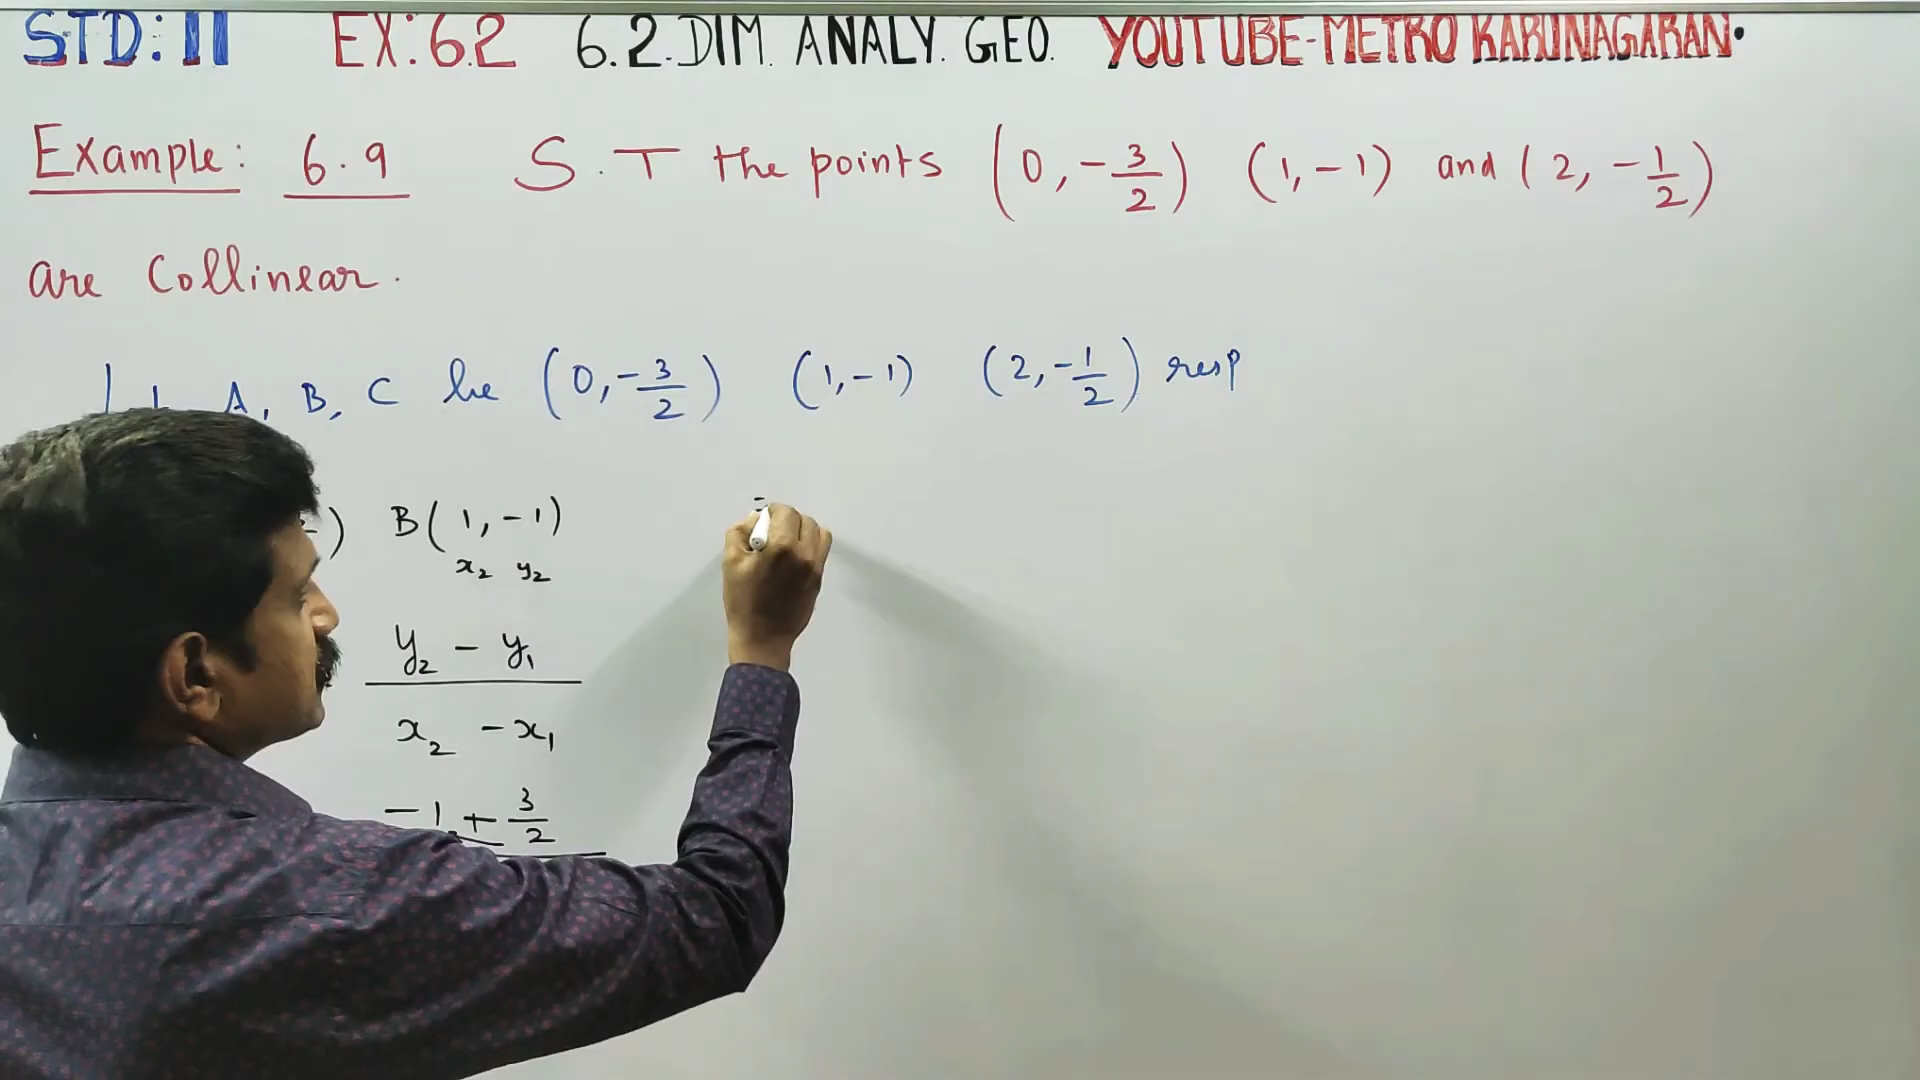 STD: 11 EX: 6.2 6.2.DIM. ANALY. GEO. YOUTUBE-METRO KARUNAGARAN.
Example: 6.9 S.T the points (0, -3/2) (1, -1) and (2, -1/2)
are Collinear.
A, B, C be (0, -3/2) (1, -1) (2, -1/2) resp
) B(1, -1)
x₂ y₂
y₂ - y₁
x₂ - x₁
-1 + 3/2